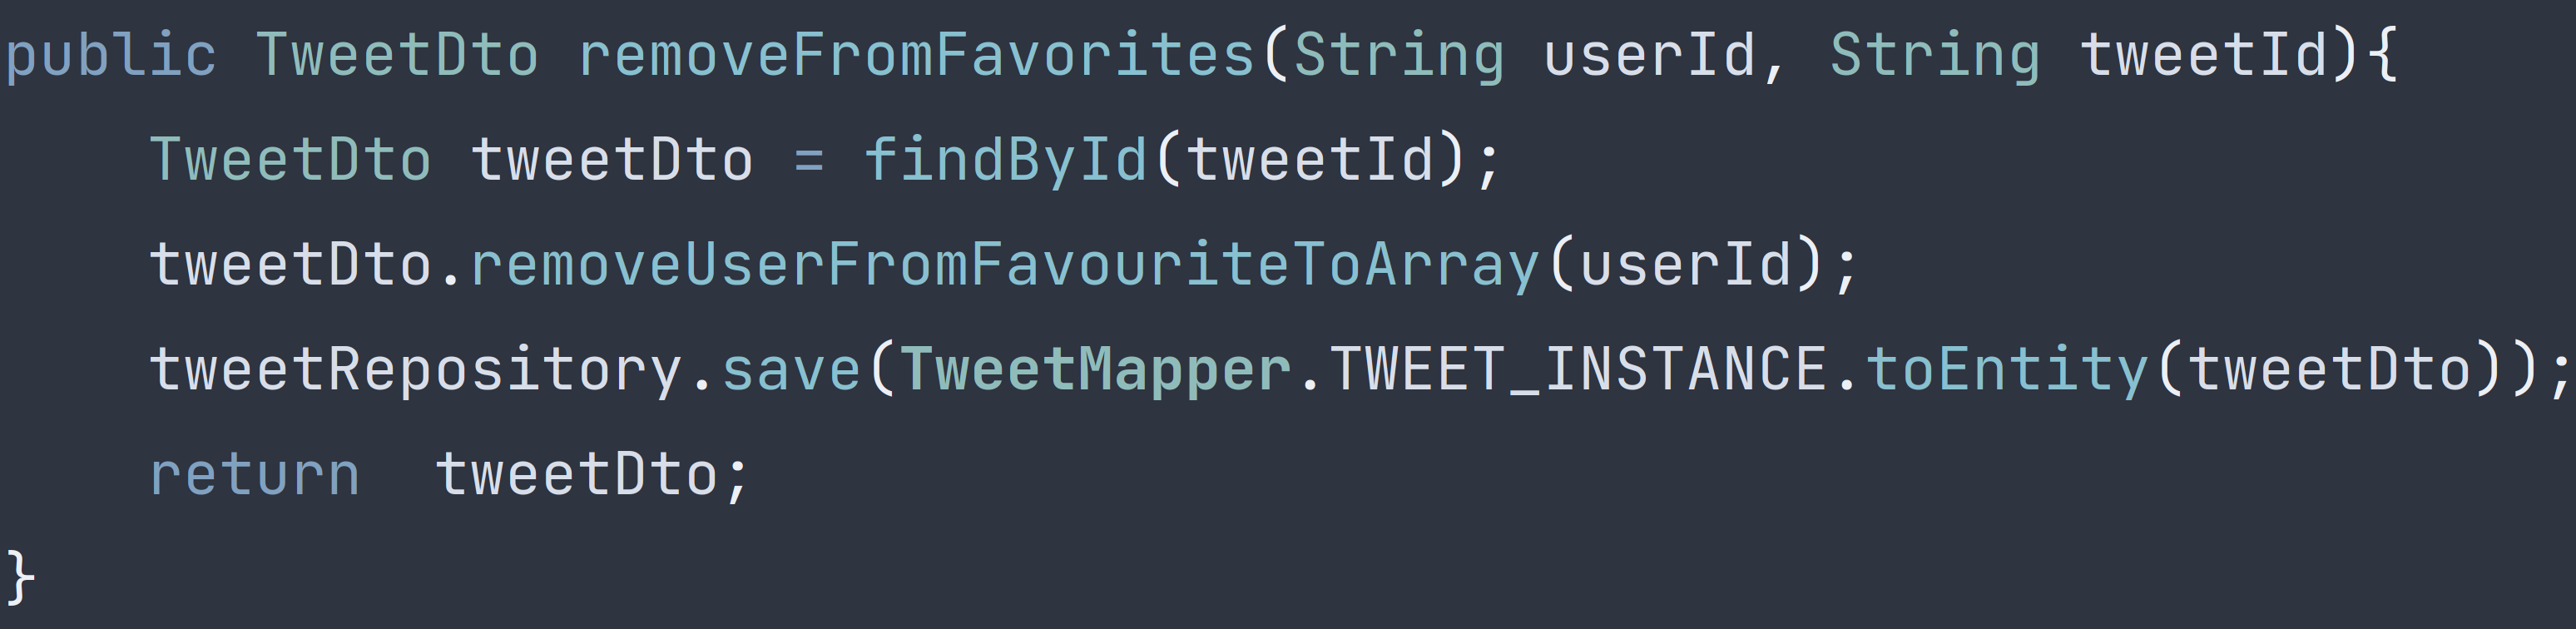 public TweetDto removeFromFavorites(String userId, String tweetId){
    TweetDto tweetDto = findById(tweetId);
    tweetDto.removeUserFromFavouriteToArray(userId);
    tweetRepository.save(TweetMapper.TWEET_INSTANCE.toEntity(tweetDto));
    return  tweetDto;
}